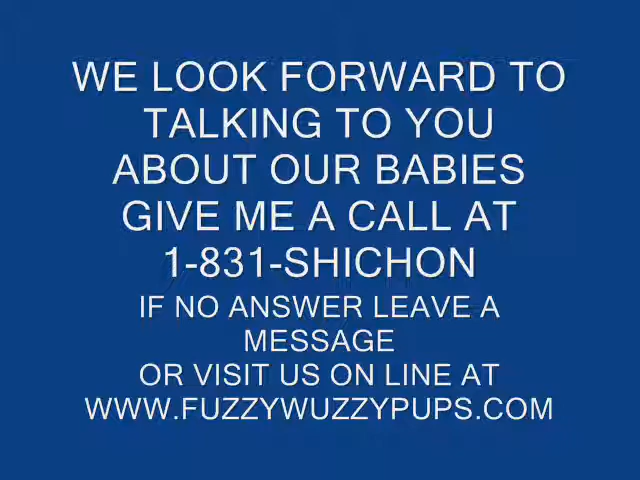 WE LOOK FORWARD TO
TALKING TO YOU
ABOUT OUR BABIES
GIVE ME A CALL AT
1-831-SHICHON
IF NO ANSWER LEAVE A
MESSAGE
OR VISIT US ON LINE AT
WWW.FUZZYWUZZYPUPS.COM